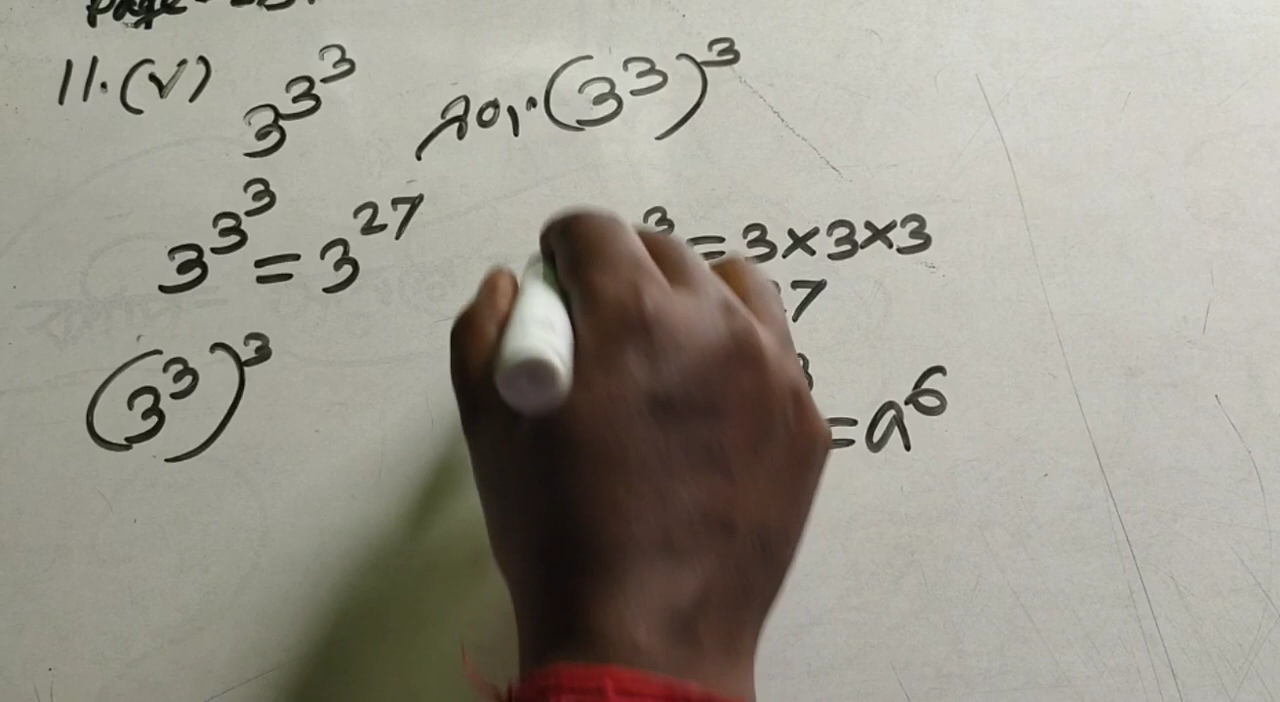 Page-
11.(v) 3^3^3 (3^3)^3
3^3^3 = 3^27
3 = 3×3×3
7
(3^3)^3
= a^6